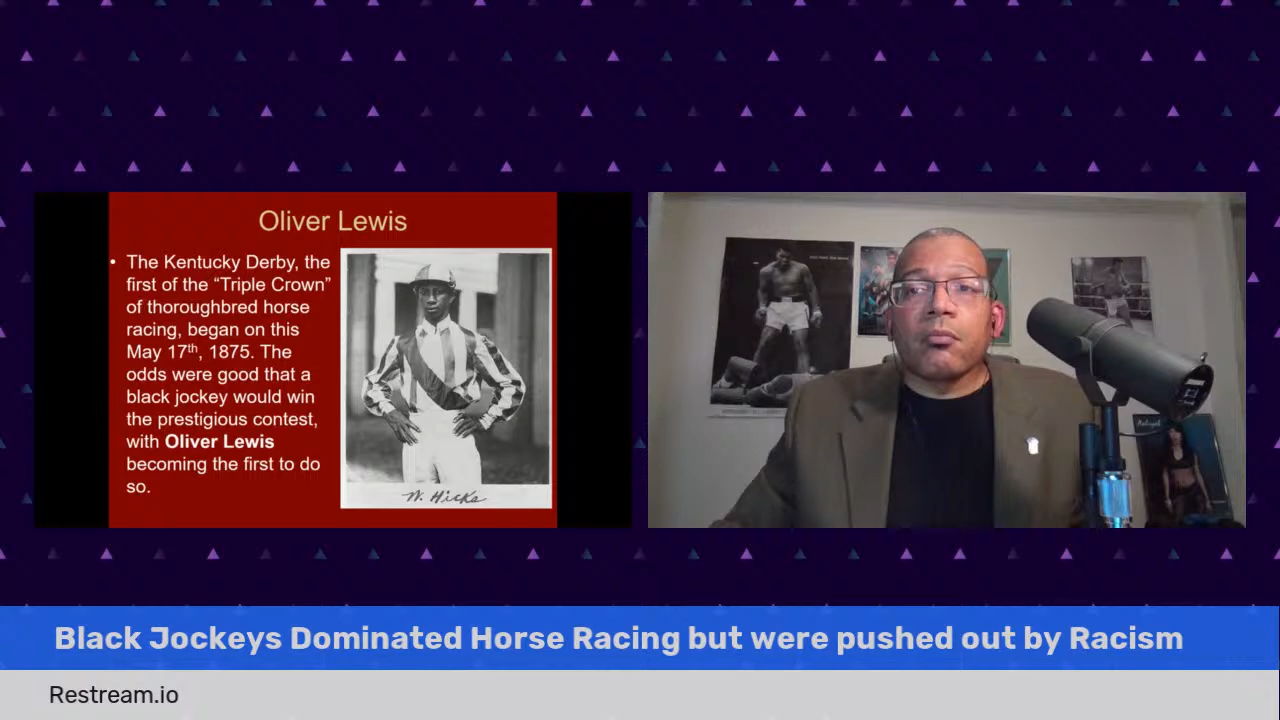 Oliver Lewis
• The Kentucky Derby, the
first of the “Triple Crown”
of thoroughbred horse
racing, began on this
May 17th, 1875. The
odds were good that a
black jockey would win
the prestigious contest,
with Oliver Lewis
becoming the first to do
so.
W. Hicks
Black Jockeys Dominated Horse Racing but were pushed out by Racism
Restream.io